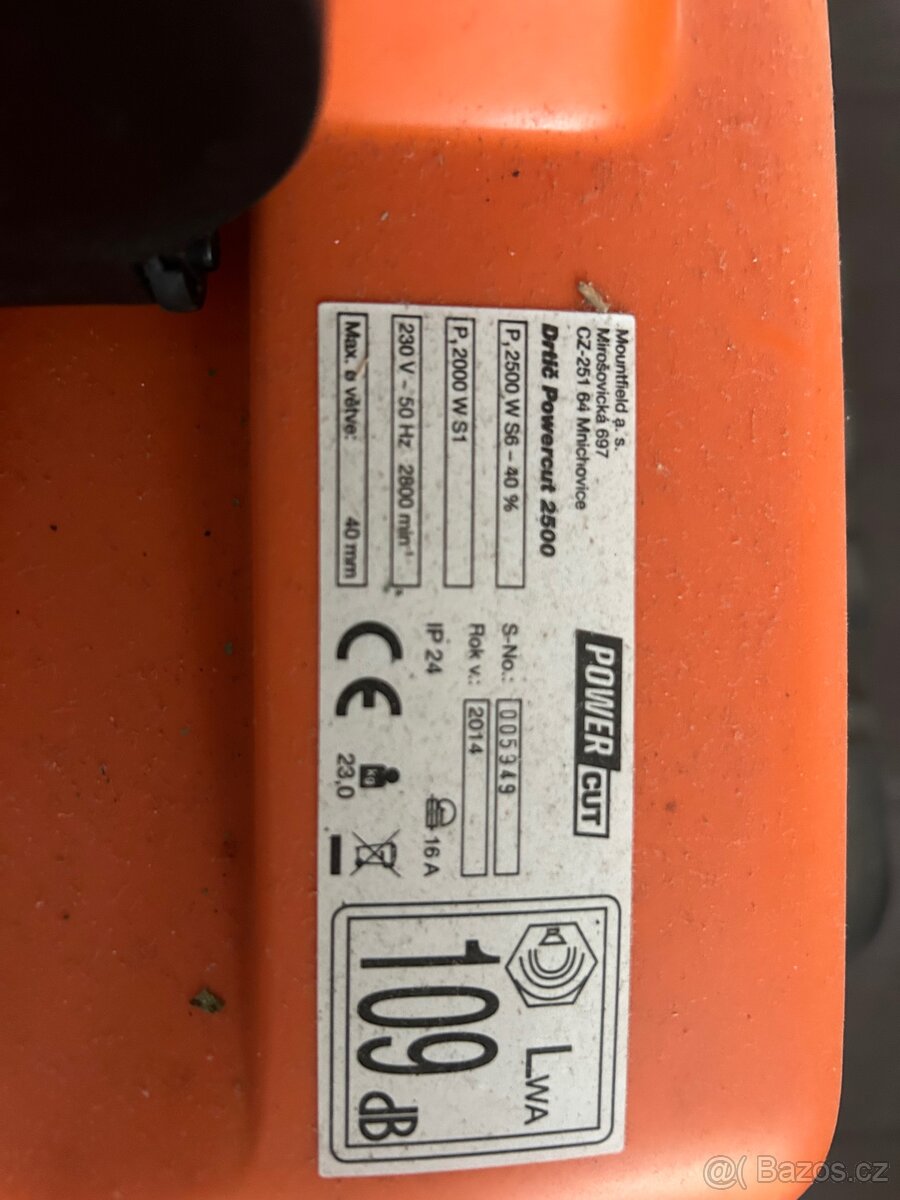 Mountfield a. s.
Mirošovická 697
CZ-251 64 Mnichovice
Drtič Powercut 2500
P, 2500 W S6 – 40 %
P, 2000 W S1
230 V ~ 50 Hz 2800 min⁻¹
Max. ø větve: 40 mm
POWER CUT
S-No.: 005949
Rok v.: 2014
IP 24
16 A
CE
KG
23,0
LWA
109 dB
@( Bazos.cz